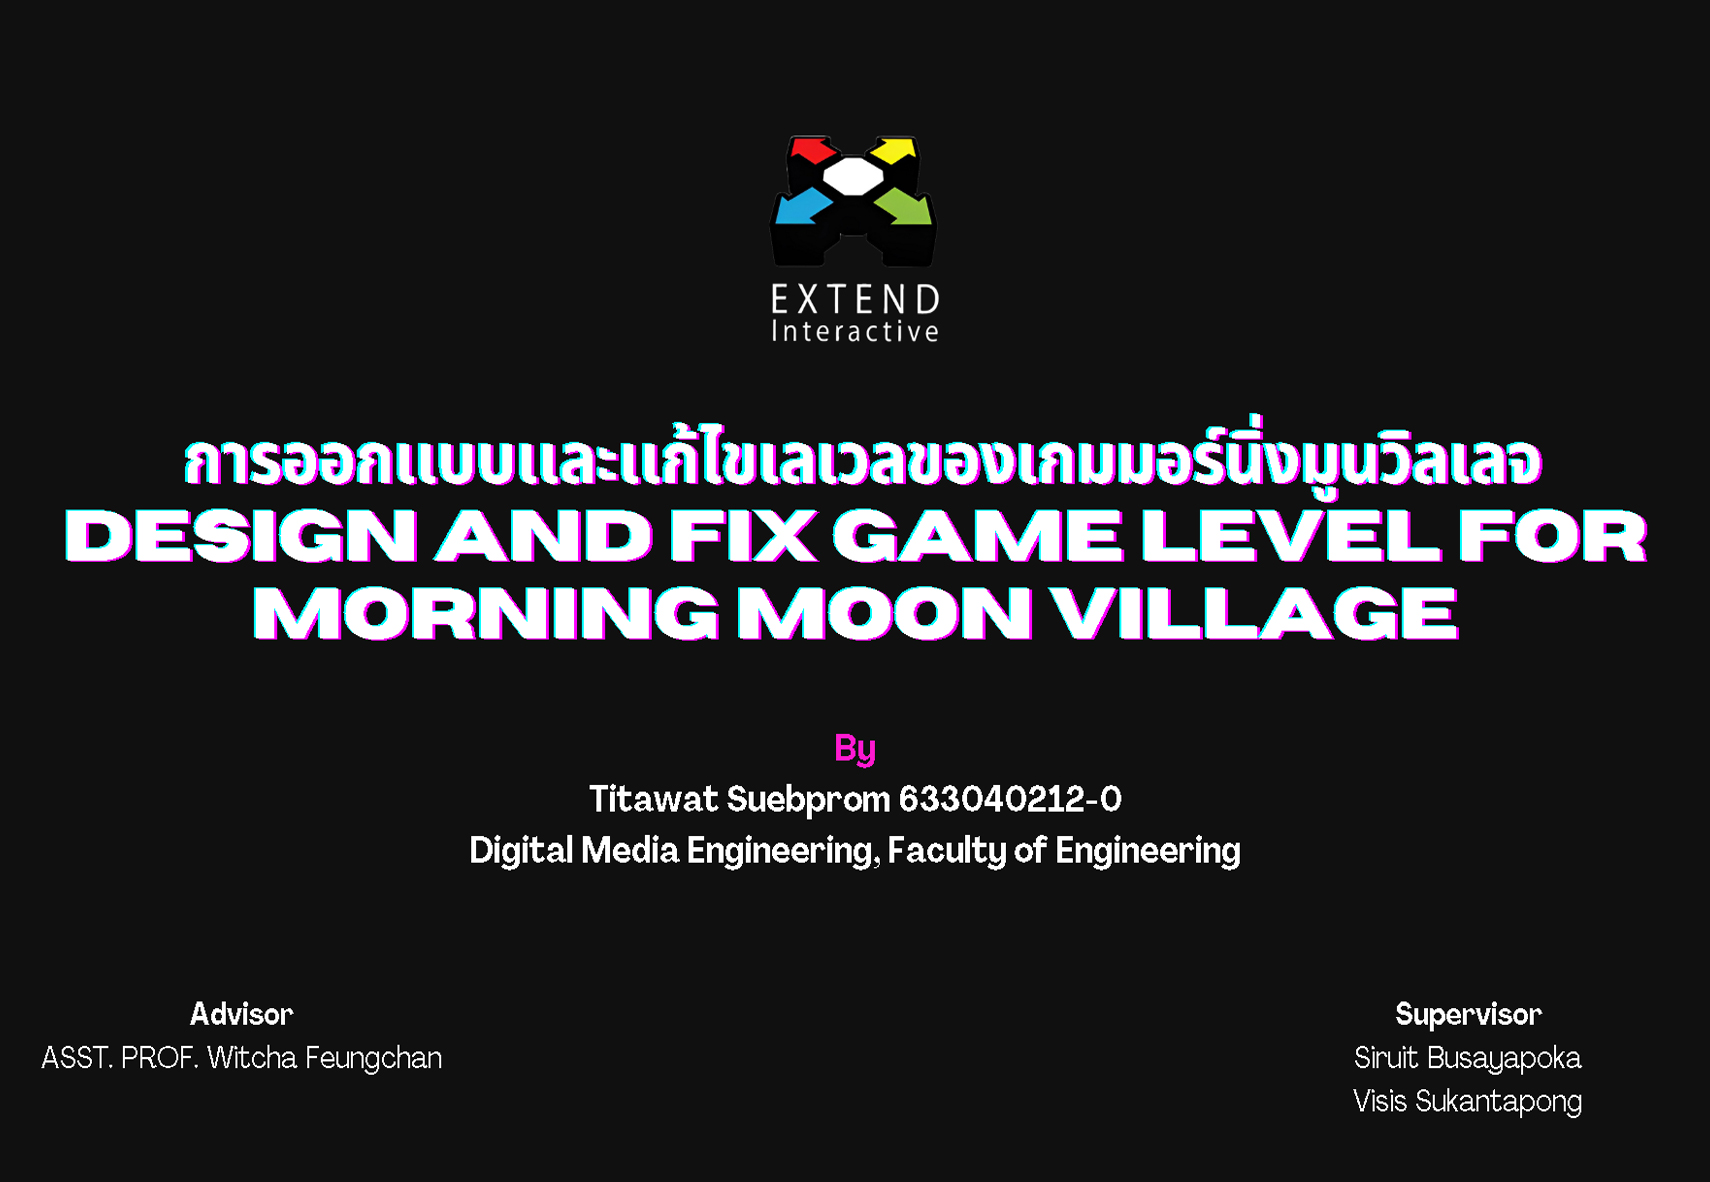 EXTEND
Interactive
การออกแบบและแก้ไขเลเวลของเกมมอร์นิ่งมูนวิลเลจ
DESIGN AND FIX GAME LEVEL FOR
MORNING MOON VILLAGE
By
Titawat Suebprom 633040212-0
Digital Media Engineering, Faculty of Engineering
Advisor
ASST. PROF. Witcha Feungchan
Supervisor
Siruit Busayapoka
Visis Sukantapong